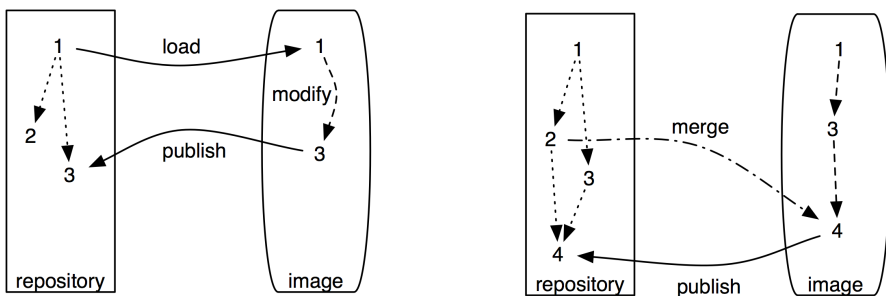 1 load 1
modify
2
publish 3
3
repository image
1 1
3
2 merge
3
4
4
repository publish image